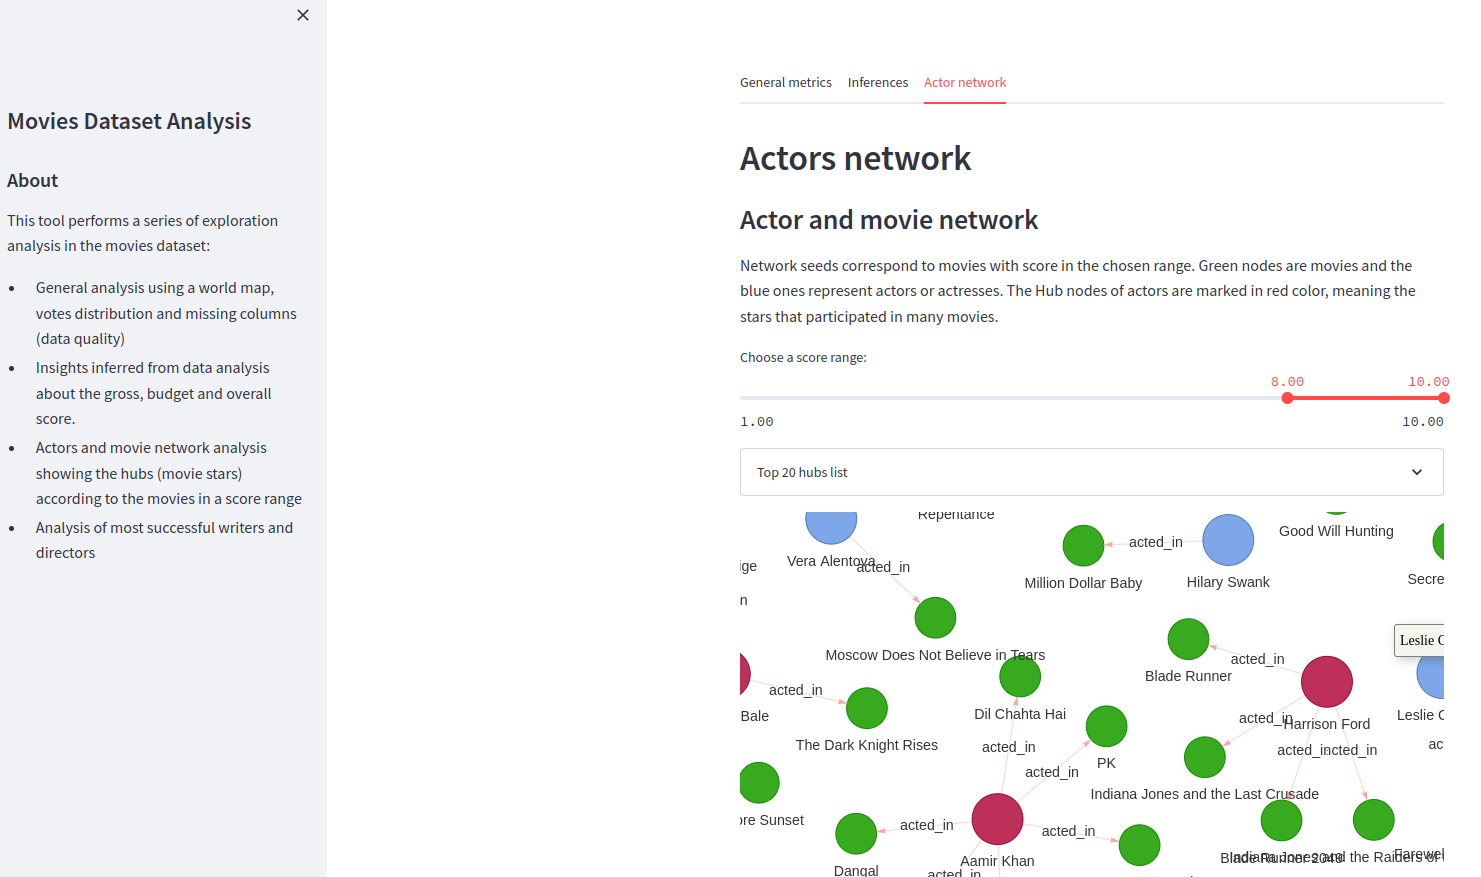 Movies Dataset Analysis
About
This tool performs a series of exploration
analysis in the movies dataset:
General analysis using a world map,
votes distribution and missing columns
(data quality)
Insights inferred from data analysis
about the gross, budget and overall
score.
Actors and movie network analysis
showing the hubs (movie stars)
according to the movies in a score range
Analysis of most successful writers and
directors
General metrics Inferences Actor network
Actors network
Actor and movie network
Network seeds correspond to movies with score in the chosen range. Green nodes are movies and the
blue ones represent actors or actresses. The Hub nodes of actors are marked in red color, meaning the
stars that participated in many movies.
Choose a score range:
8.00 10.00
1.00 10.00
Top 20 hubs list
Repentance
Good Will Hunting
acted_in
Vera Alentova
acted_in
ige
Million Dollar Baby
Hilary Swank
Secre
n
Leslie C
Moscow Does Not Believe in Tears
acted_in
Blade Runner
acted_in
Bale
Dil Chahta Hai
acted_in
Harrison Ford
Leslie C
The Dark Knight Rises
acted_in
acted_in
acted_in
ac
PK
acted_in
Indiana Jones and the Last Crusade
ore Sunset
acted_in
acted_in
Aamir Khan
Blade Runner 2049
Indiana Jones and the Raiders of
Farewel
Dangal
acted_in